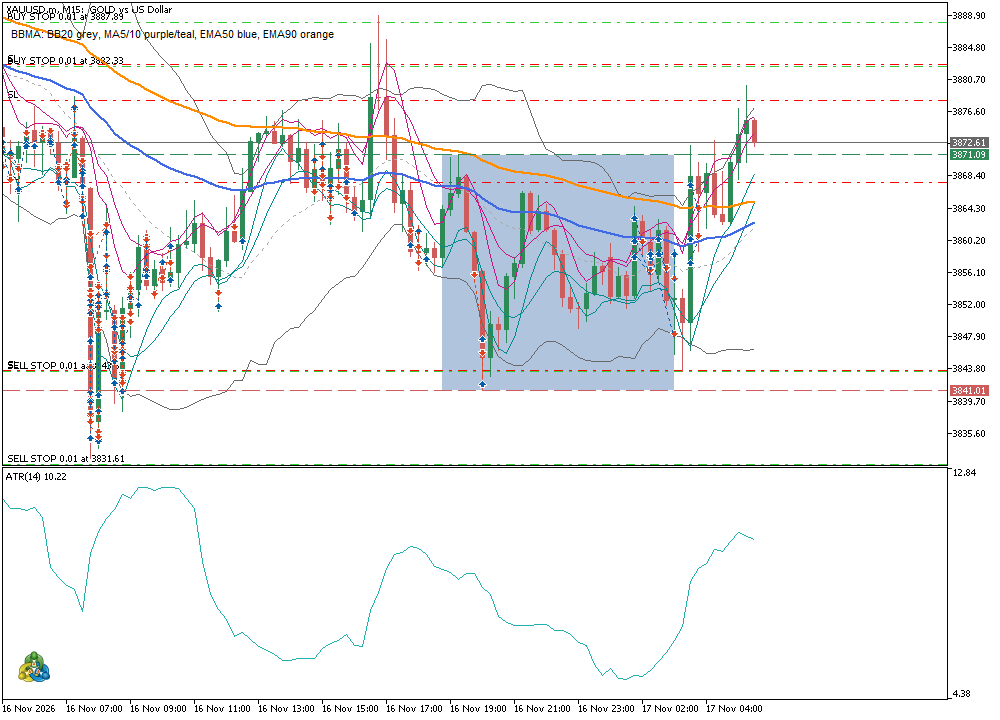 XAUUSD.m, M15: GOLD vs US Dollar
BUY STOP 0.01 at 3887.89
BBMA: BB20 grey, MA5/10 purple/teal, EMA50 blue, EMA90 orange
BUY STOP 0.01 at 3882.33
SL
SL
SELL STOP 0.01 at
SELL STOP 0.01 at 3831.61
3888.90
3884.80
3880.70
3876.60
3872.61
3871.09
3868.40
3864.30
3860.20
3856.10
3852.00
3847.90
3843.80
3841.01
3839.70
3835.60
ATR(14) 10.22
12.84
4.38
16 Nov 2026
16 Nov 07:00
16 Nov 09:00
16 Nov 11:00
16 Nov 13:00
16 Nov 15:00
16 Nov 17:00
16 Nov 19:00
16 Nov 21:00
16 Nov 23:00
17 Nov 02:00
17 Nov 04:00